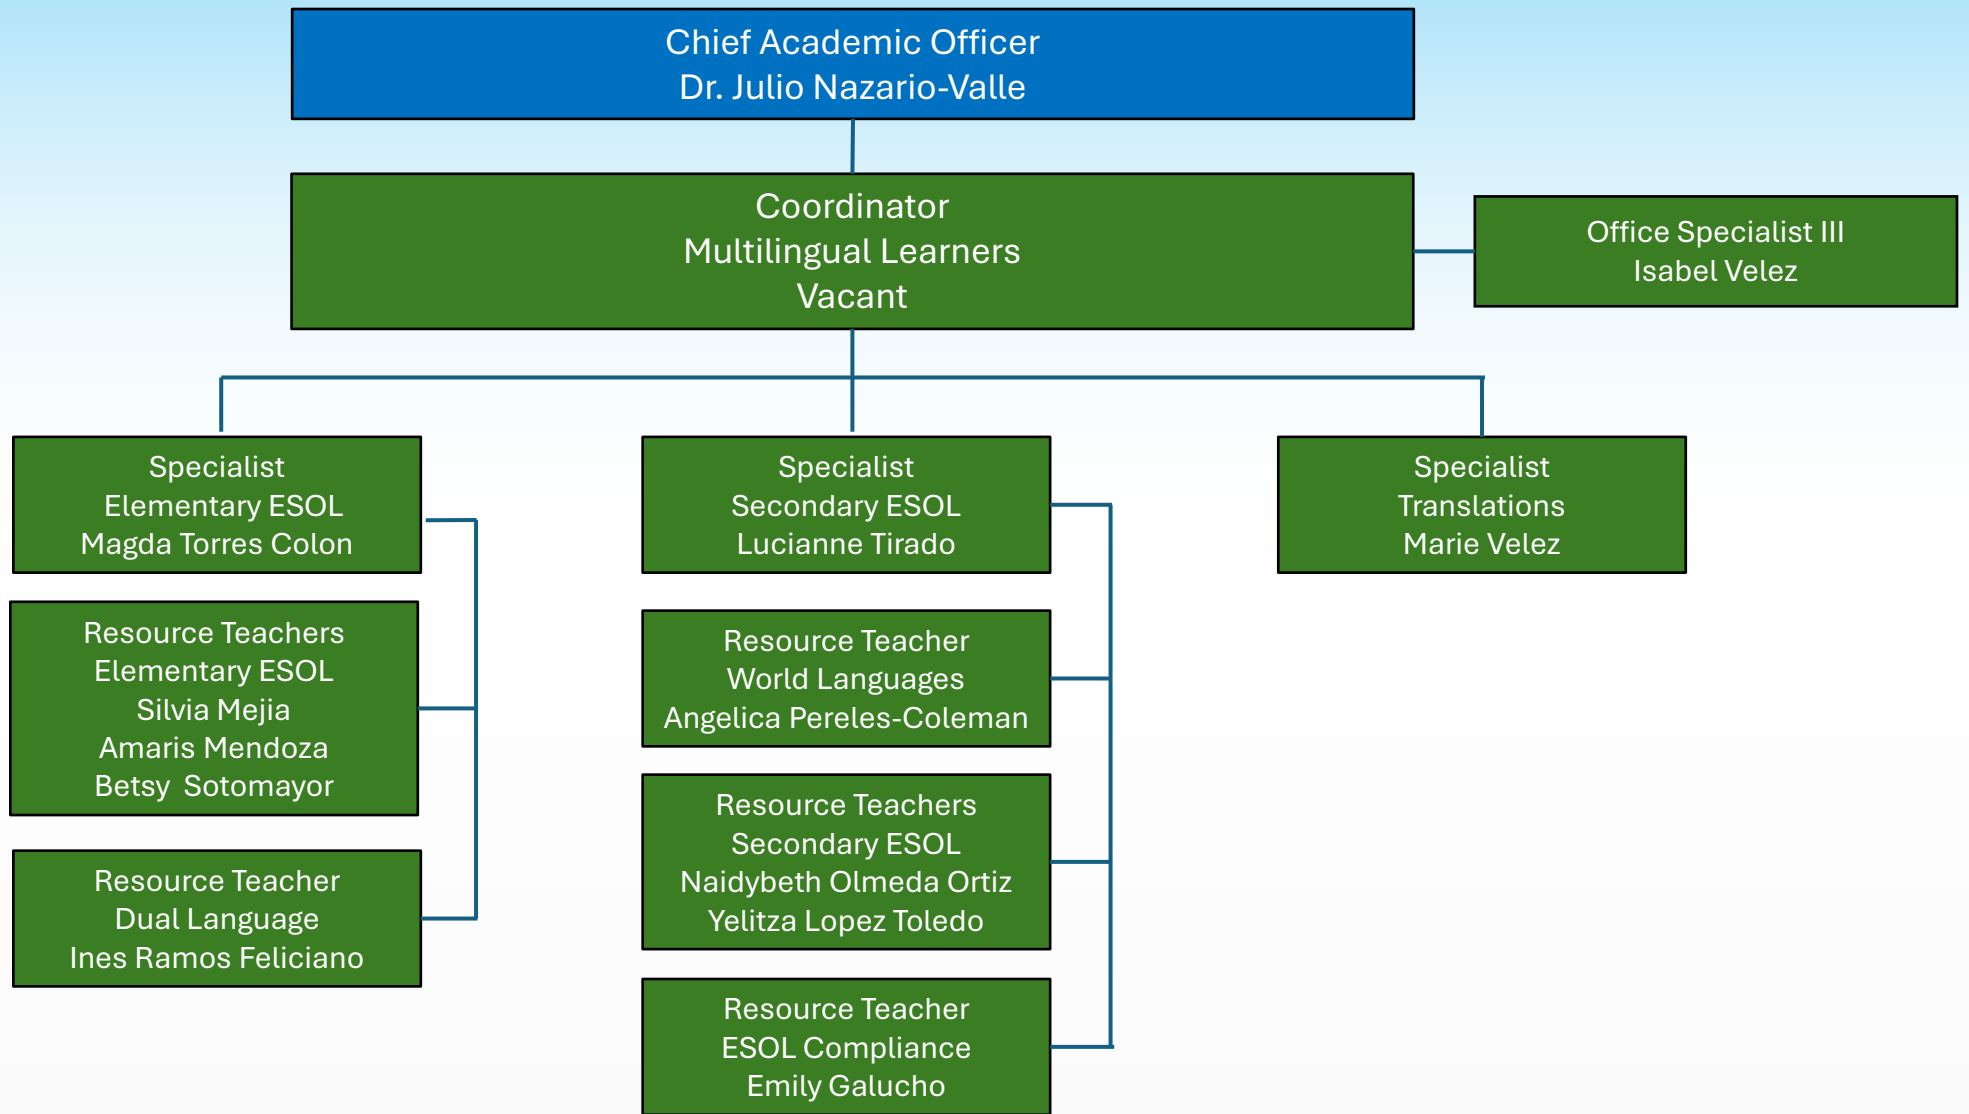 Chief Academic Officer
Dr. Julio Nazario-Valle
Coordinator
Multilingual Learners
Vacant
Office Specialist III
Isabel Velez
Specialist
Elementary ESOL
Magda Torres Colon
Resource Teachers
Elementary ESOL
Silvia Mejia
Amaris Mendoza
Betsy  Sotomayor
Resource Teacher
Dual Language
Ines Ramos Feliciano
Specialist
Secondary ESOL
Lucianne Tirado
Resource Teacher
World Languages
Angelica Pereles-Coleman
Resource Teachers
Secondary ESOL
Naidybeth Olmeda Ortiz
Yelitza Lopez Toledo
Resource Teacher
ESOL Compliance
Emily Galucho
Specialist
Translations
Marie Velez